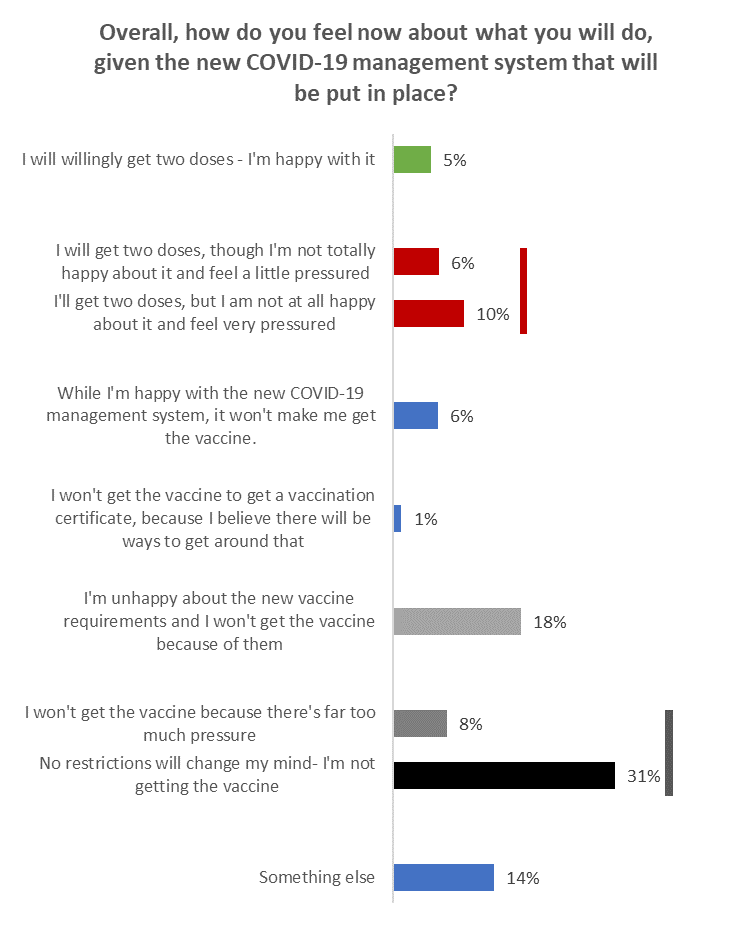 Overall, how do you feel now about what you will do,
given the new COVID-19 management system that will
be put in place?
I will willingly get two doses - I'm happy with it
5%
I will get two doses, though I'm not totally
happy about it and feel a little pressured
6%
I'll get two doses, but I am not at all happy
about it and feel very pressured
10%
While I'm happy with the new COVID-19
management system, it won't make me get
the vaccine.
6%
I won't get the vaccine to get a vaccination
certificate, because I believe there will be
ways to get around that
1%
I'm unhappy about the new vaccine
requirements and I won't get the vaccine
because of them
18%
I won't get the vaccine because there's far too
much pressure
8%
No restrictions will change my mind- I'm not
getting the vaccine
31%
Something else
14%